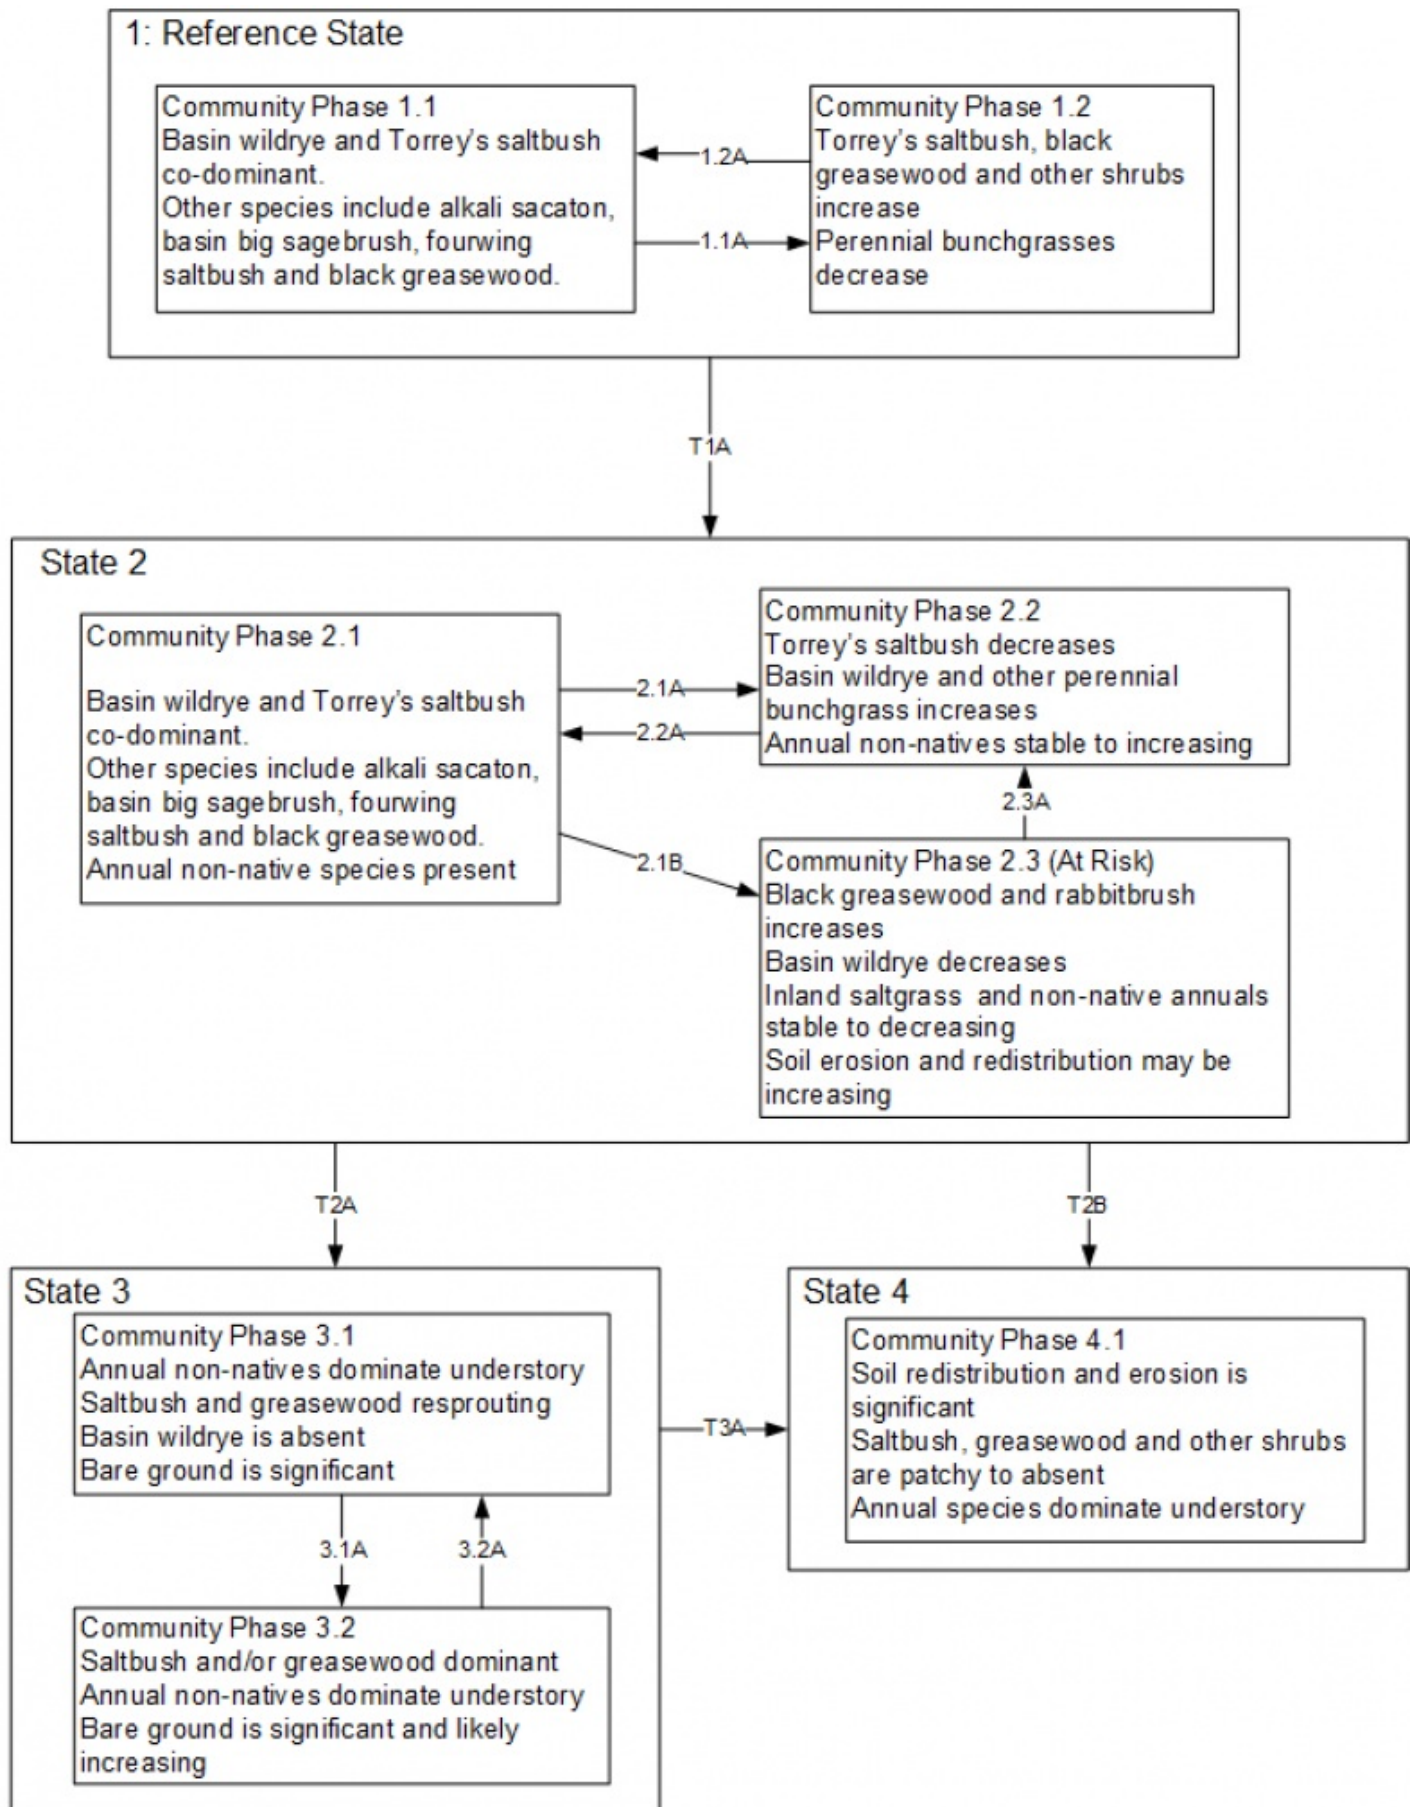 1: Reference State
Community Phase 1.1
Basin wildrye and Torrey's saltbush
co-dominant.
Other species include alkali sacaton,
basin big sagebrush, fourwing
saltbush and black greasewood.
1.2A
1.1A
Community Phase 1.2
Torrey's saltbush, black
greasewood and other shrubs
increase
Perennial bunchgrasses
decrease
T1A
State 2
Community Phase 2.1
Basin wildrye and Torrey's saltbush
co-dominant.
Other species include alkali sacaton,
basin big sagebrush, fourwing
saltbush and black greasewood.
Annual non-native species present
2.1A
2.2A
2.1B
Community Phase 2.2
Torrey's saltbush decreases
Basin wildrye and other perennial
bunchgrass increases
Annual non-natives stable to increasing
2.3A
Community Phase 2.3 (At Risk)
Black greasewood and rabbitbrush
increases
Basin wildrye decreases
Inland saltgrass and non-native annuals
stable to decreasing
Soil erosion and redistribution may be
increasing
T2A
T2B
State 3
Community Phase 3.1
Annual non-natives dominate understory
Saltbush and greasewood resprouting
Basin wildrye is absent
Bare ground is significant
3.1A
3.2A
Community Phase 3.2
Saltbush and/or greasewood dominant
Annual non-natives dominate understory
Bare ground is significant and likely
increasing
T3A
State 4
Community Phase 4.1
Soil redistribution and erosion is
significant
Saltbush, greasewood and other shrubs
are patchy to absent
Annual species dominate understory